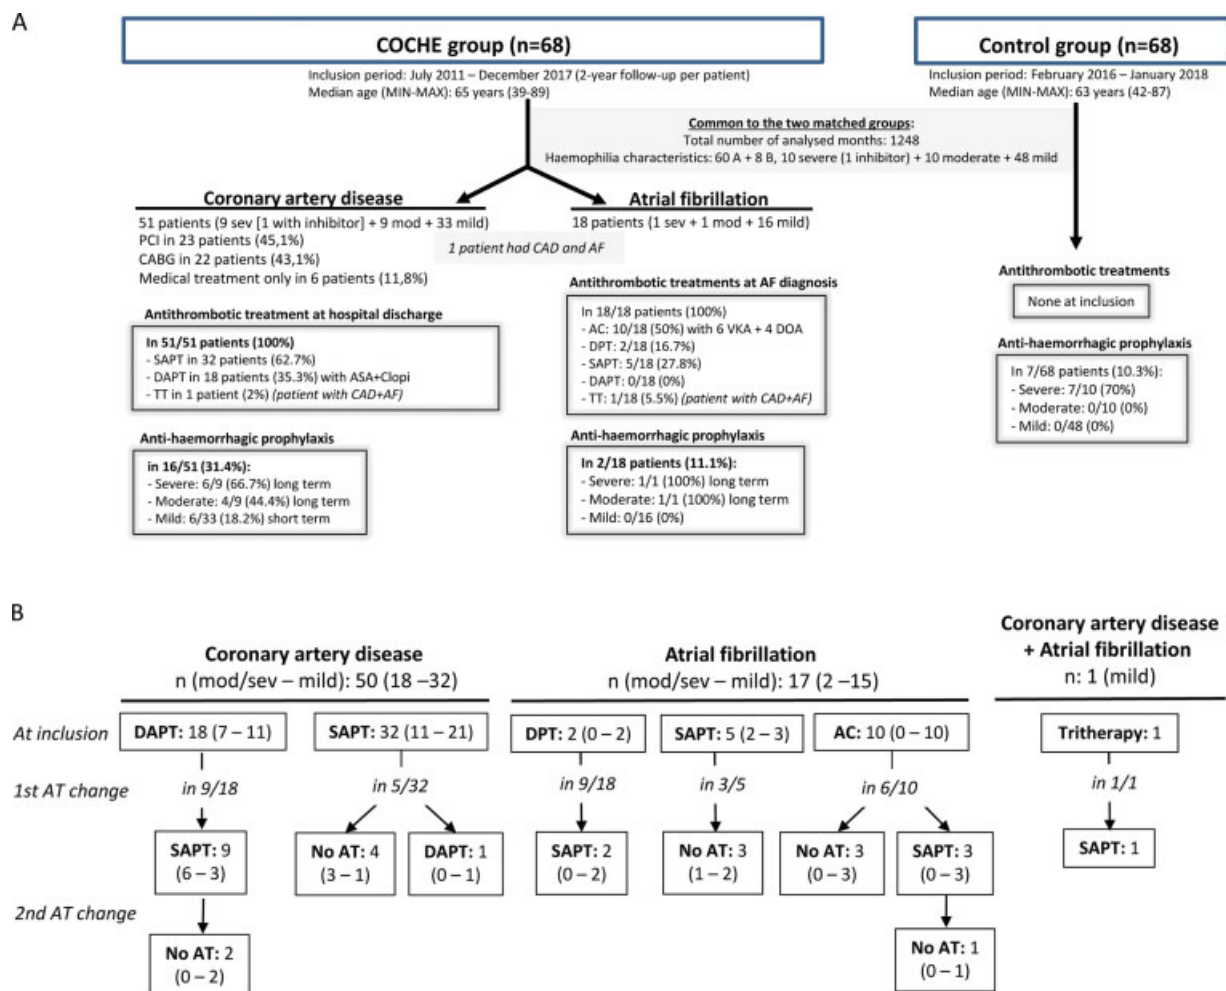 A
COCHE group (n=68)
Inclusion period: July 2011 – December 2017 (2-year follow-up per patient)
Median age (MIN-MAX): 65 years (39-89)
Control group (n=68)
Inclusion period: February 2016 – January 2018
Median age (MIN-MAX): 63 years (42-87)
Common to the two matched groups:
Total number of analysed months: 1248
Haemophilia characteristics: 60 A + 8 B, 10 severe (1 inhibitor) + 10 moderate + 48 mild
Coronary artery disease
51 patients (9 sev [1 with inhibitor] + 9 mod + 33 mild)
PCI in 23 patients (45,1%)
CABG in 22 patients (43,1%)
Medical treatment only in 6 patients (11,8%)
Atrial fibrillation
18 patients (1 sev + 1 mod + 16 mild)
1 patient had CAD and AF
Antithrombotic treatment at hospital discharge
In 51/51 patients (100%)
- SAPT in 32 patients (62.7%)
- DAPT in 18 patients (35.3%) with ASA+Clopi
- TT in 1 patient (2%) (patient with CAD+AF)
Anti-haemorrhagic prophylaxis
in 16/51 (31.4%):
- Severe: 6/9 (66.7%) long term
- Moderate: 4/9 (44.4%) long term
- Mild: 6/33 (18.2%) short term
Antithrombotic treatments at AF diagnosis
In 18/18 patients (100%)
- AC: 10/18 (50%) with 6 VKA + 4 DOA
- DPT: 2/18 (16.7%)
- SAPT: 5/18 (27.8%)
- DAPT: 0/18 (0%)
- TT: 1/18 (5.5%) (patient with CAD+AF)
Anti-haemorrhagic prophylaxis
In 2/18 patients (11.1%):
- Severe: 1/1 (100%) long term
- Moderate: 1/1 (100%) long term
- Mild: 0/16 (0%)
Antithrombotic treatments
None at inclusion
Anti-haemorrhagic prophylaxis
In 7/68 patients (10.3%):
- Severe: 7/10 (70%)
- Moderate: 0/10 (0%)
- Mild: 0/48 (0%)
B
Coronary artery disease
n (mod/sev – mild): 50 (18 –32)
Atrial fibrillation
n (mod/sev – mild): 17 (2 –15)
Coronary artery disease
+ Atrial fibrillation
n: 1 (mild)
At inclusion
DAPT: 18 (7 – 11)
SAPT: 32 (11 – 21)
DPT: 2 (0 – 2)
SAPT: 5 (2 – 3)
AC: 10 (0 – 10)
Tritherapy: 1
1st AT change
in 9/18
in 5/32
in 9/18
in 3/5
in 6/10
in 1/1
SAPT: 9
(6 – 3)
No AT: 4
(3 – 1)
DAPT: 1
(0 – 1)
SAPT: 2
(0 – 2)
No AT: 3
(1 – 2)
No AT: 3
(0 – 3)
SAPT: 3
(0 – 3)
SAPT: 1
2nd AT change
No AT: 2
(0 – 2)
No AT: 1
(0 – 1)